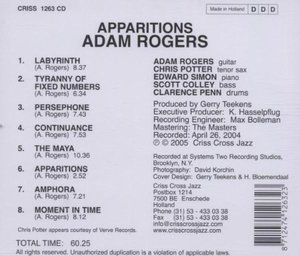 CRISS 1263 CD
Made in Holland
D D D
APPARITIONS
ADAM ROGERS
1. LABYRINTH
(A. Rogers) 8.37
2. TYRANNY OF
FIXED NUMBERS
(A. Rogers) 6.34
3. PERSEPHONE
(A. Rogers) 7.43
4. CONTINUANCE
(A. Rogers) 7.53
5. THE MAYA
(A. Rogers) 10.36
6. APPARITIONS
(A. Rogers) 2.52
7. AMPHORA
(A. Rogers) 7.21
8. MOMENT IN TIME
(A. Rogers) 8.12
Chris Potter appears courtesy of Verve Records.
TOTAL TIME: 60.25
ADAM ROGERS guitar
CHRIS POTTER tenor sax
EDWARD SIMON piano
SCOTT COLLEY bass
CLARENCE PENN drums
Produced by Gerry Teekens
Executive Producer: K. Hasselpflug
Recording Engineer: Max Bolleman
Mastering: The Masters
Recorded: April 26, 2004
℗ © 2005 Criss Cross Jazz
Recorded at Systems Two Recording Studios,
Brooklyn, N.Y.
Photography: David Korchin
Cover Design: Gerry Teekens & H. Bloemendaal
Criss Cross Jazz
Postbox 1214
7500 BE Enschede
Holland
Phone (31) 53 - 433 03 38
Fax (31) 53 - 433 03 38
www.crisscrossjazz.com
e-mail: info@crisscrossjazz.com
All rights reserved. Unauthorized duplication is a violation of applicable laws.
8 712474 126323